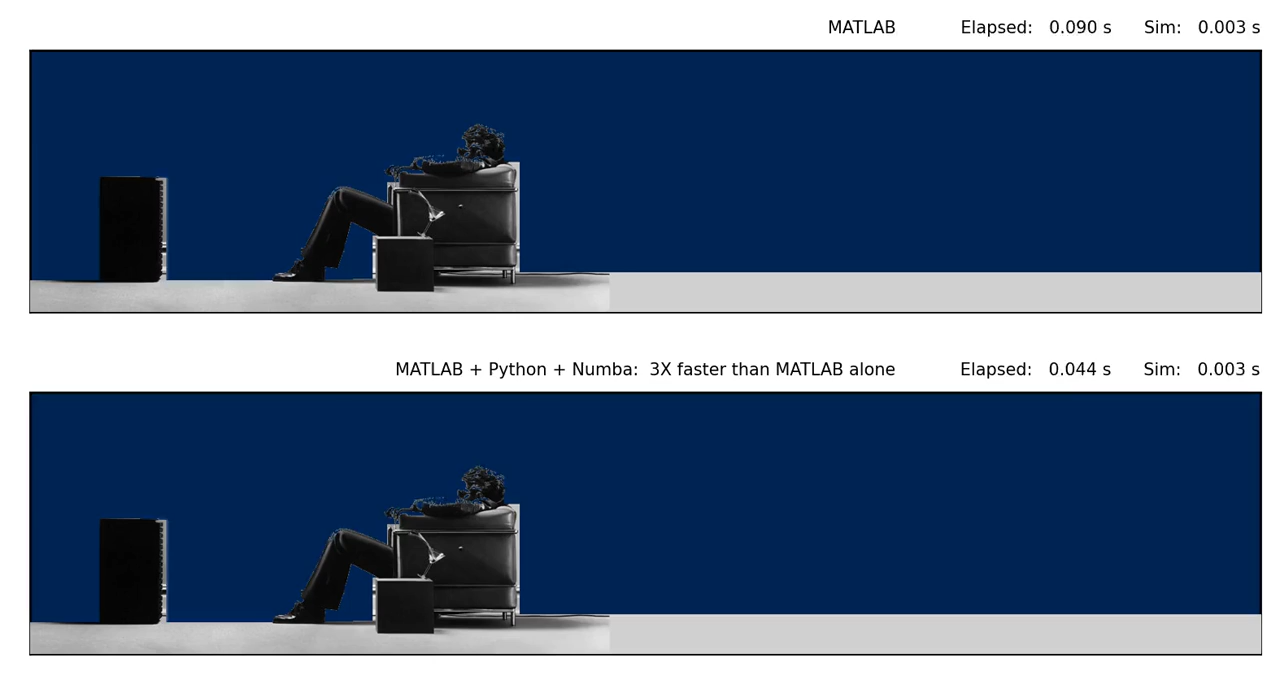 MATLAB Elapsed: 0.090 s Sim: 0.003 s
MATLAB + Python + Numba: 3X faster than MATLAB alone Elapsed: 0.044 s Sim: 0.003 s